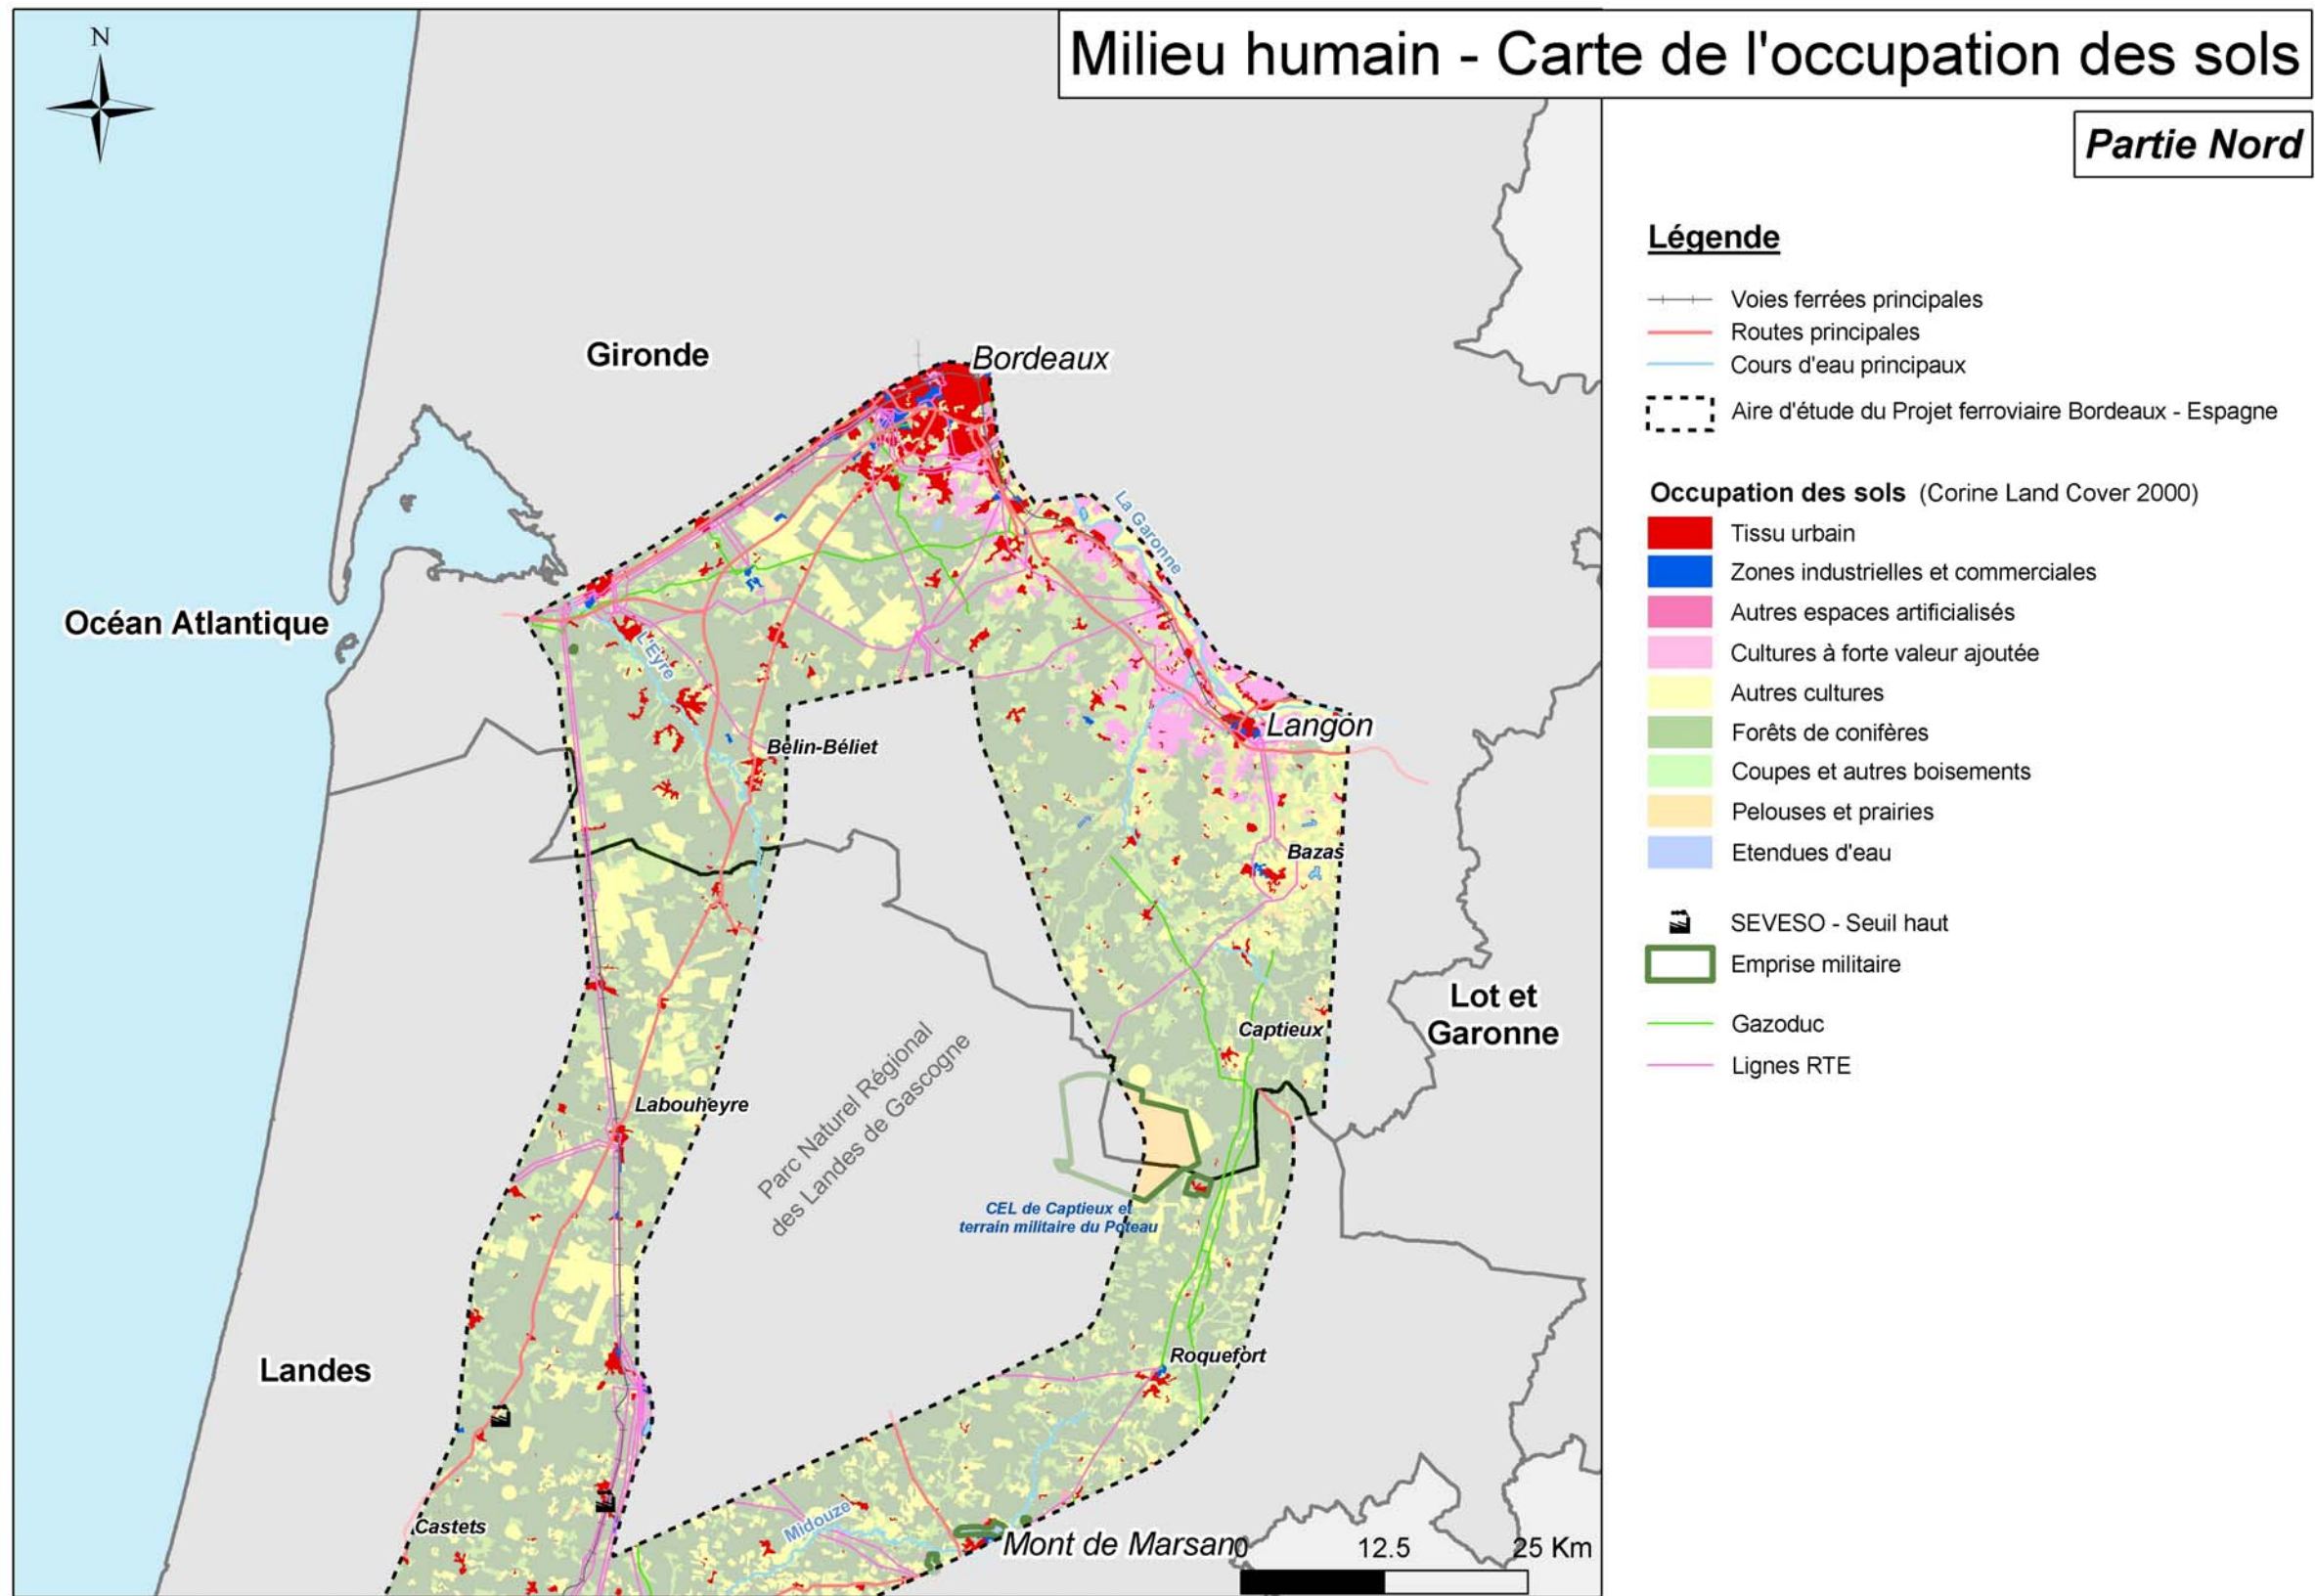 Milieu humain - Carte de l'occupation des sols
Partie Nord
N
Gironde
Bordeaux
La Garonne
Océan Atlantique
L'Eyre
Langon
Belin-Béliet
Bazas
Lot et
Garonne
Captieux
Parc Naturel Régional
des Landes de Gascogne
Labouheyre
CEL de Captieux et
terrain militaire du Poteau
Landes
Roquefort
Castets
Midouze
Mont de Marsan
0 12.5 25 Km
Légende
Voies ferrées principales
Routes principales
Cours d'eau principaux
Aire d'étude du Projet ferroviaire Bordeaux - Espagne
Occupation des sols (Corine Land Cover 2000)
Tissu urbain
Zones industrielles et commerciales
Autres espaces artificialisés
Cultures à forte valeur ajoutée
Autres cultures
Forêts de conifères
Coupes et autres boisements
Pelouses et prairies
Etendues d'eau
SEVESO - Seuil haut
Emprise militaire
Gazoduc
Lignes RTE